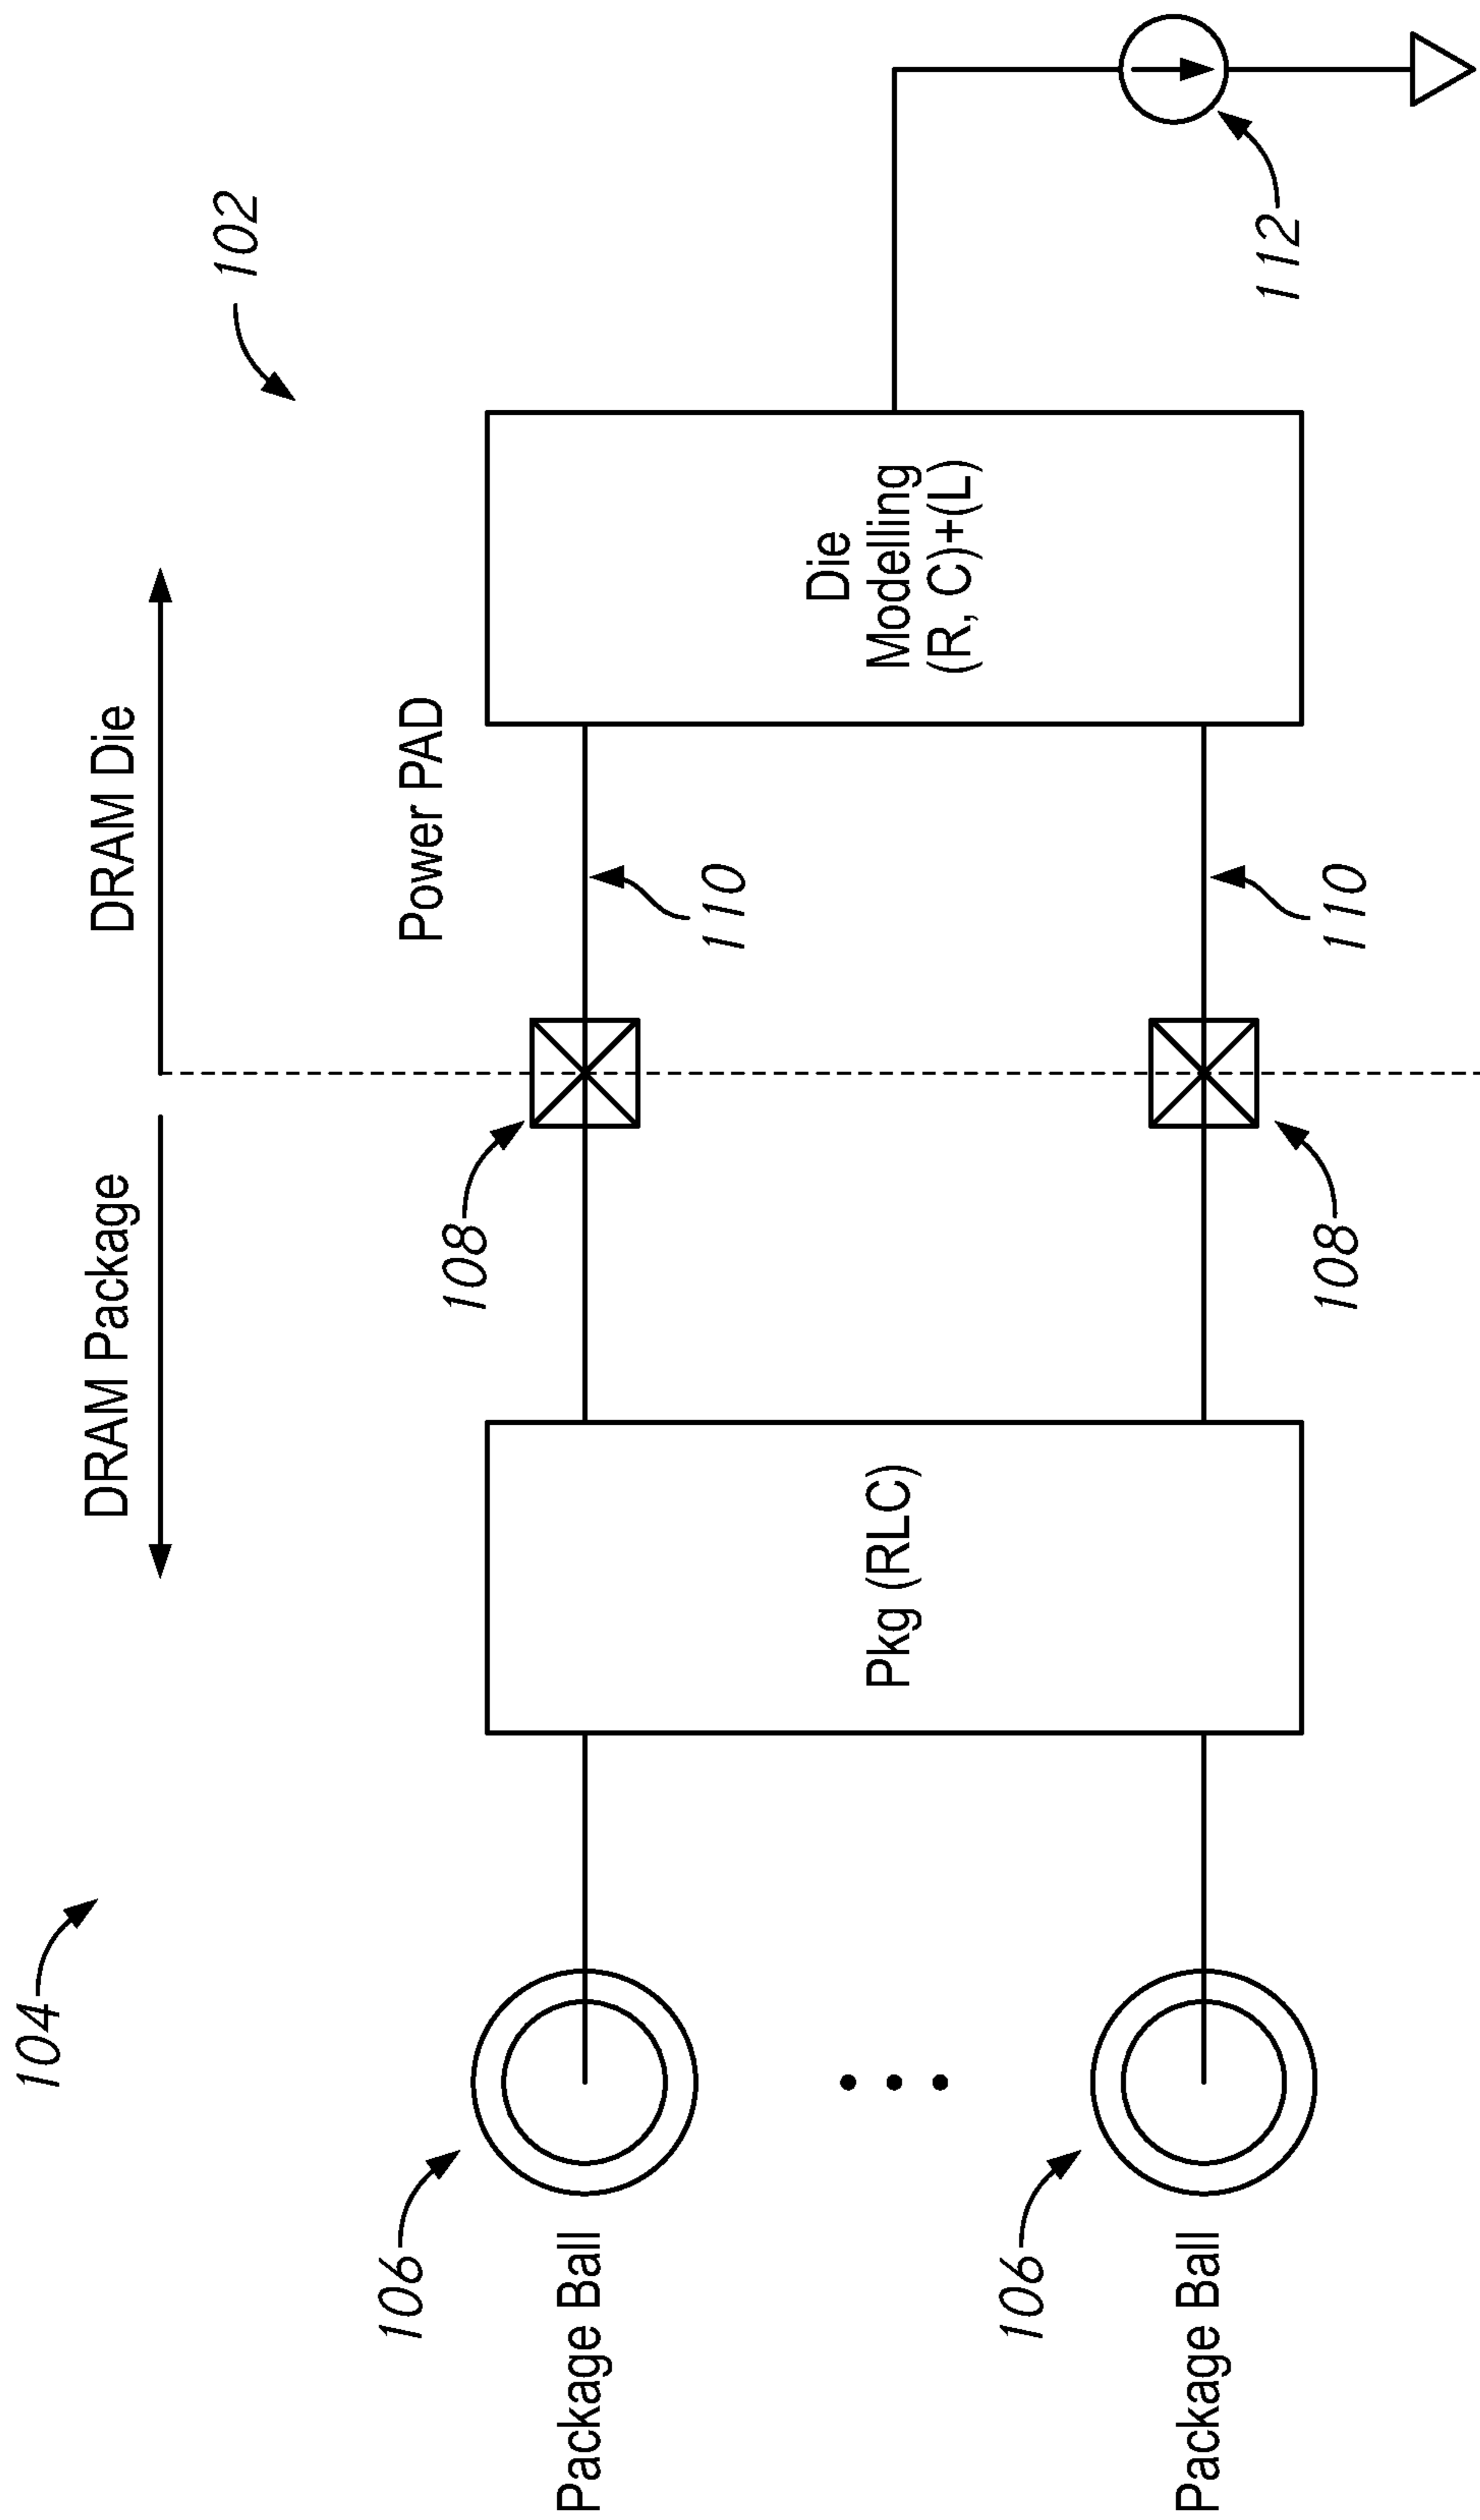 104
DRAM Package
DRAM Die
102
Power PAD
106
Package Ball
108
110
Pkg (RLC)
Die
Modelling
(R, C)+(L)
106
Package Ball
108
110
112